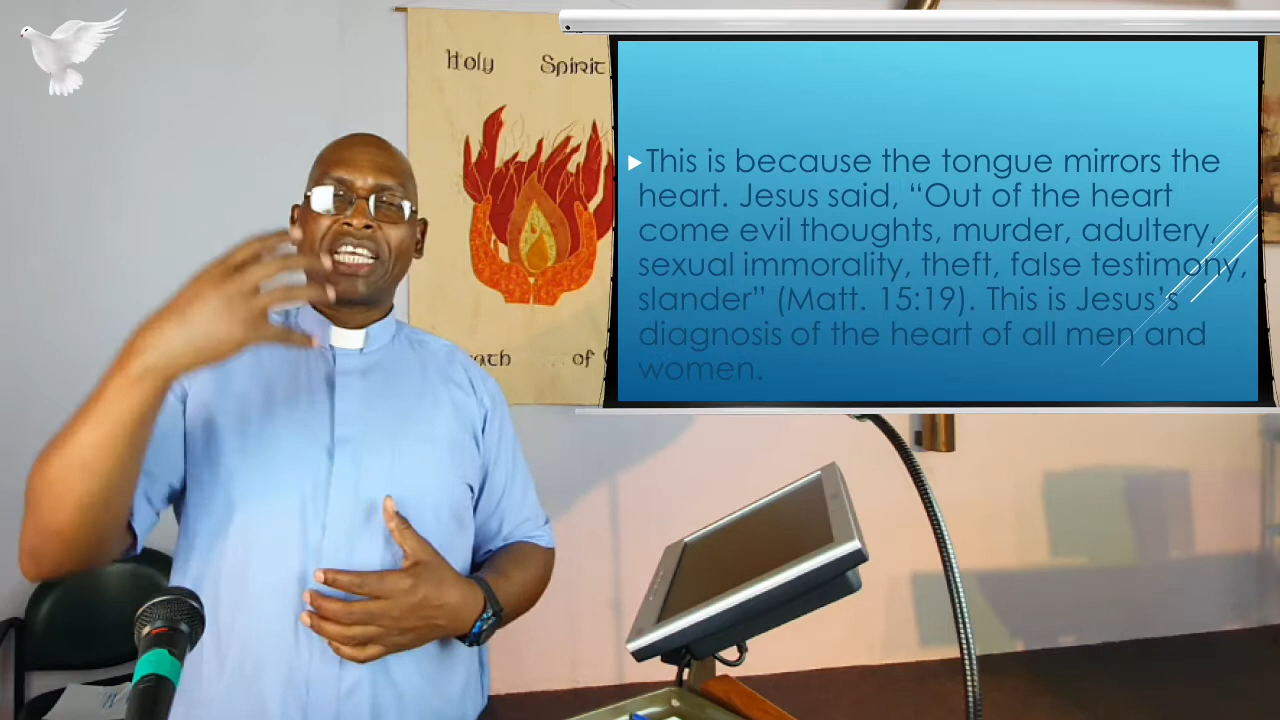 Holy Spirit
This is because the tongue mirrors the
heart. Jesus said, “Out of the heart
come evil thoughts, murder, adultery,
sexual immorality, theft, false testimony,
slander” (Matt. 15:19). This is Jesus’s
diagnosis of the heart of all men and
women.
of